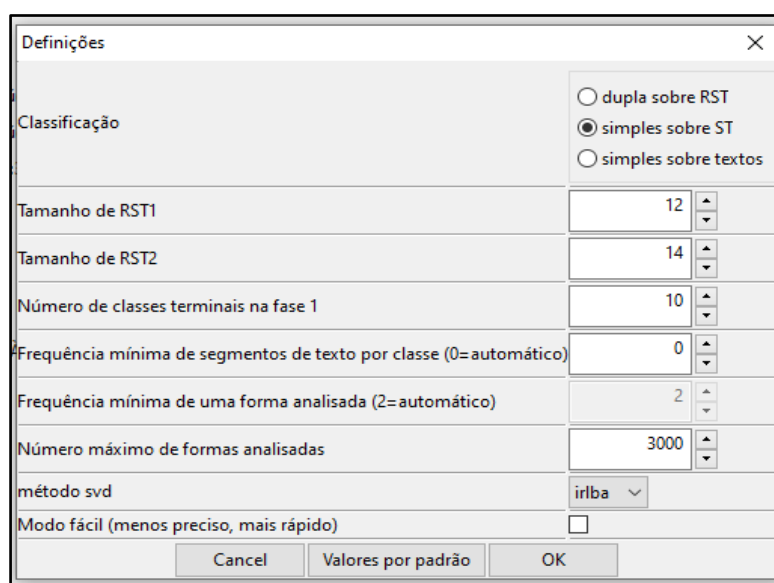 Definições
Classificação
dupla sobre RST
simples sobre ST
simples sobre textos
Tamanho de RST1
12
Tamanho de RST2
14
Número de classes terminais na fase 1
10
Frequência mínima de segmentos de texto por classe (0=automático)
0
Frequência mínima de uma forma analisada (2=automático)
2
Número máximo de formas analisadas
3000
método svd
irlba
Modo fácil (menos preciso, mais rápido)
Cancel
Valores por padrão
OK